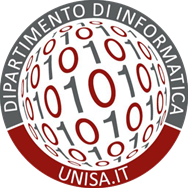 DIPARTIMENTO DI INFORMATICA
UNISA.IT